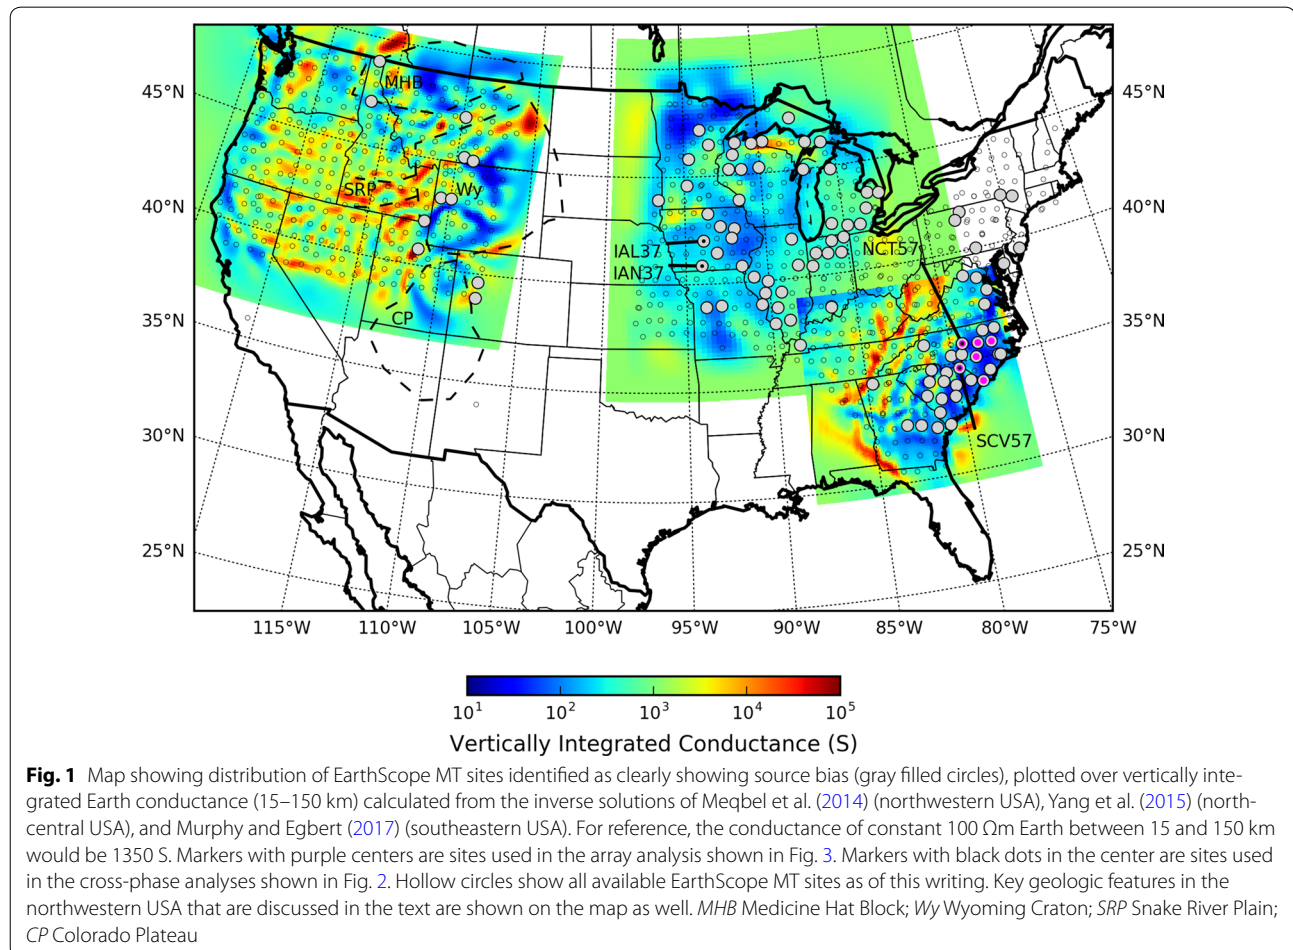 45°N
40°N
35°N
30°N
25°N
45°N
40°N
35°N
30°N
25°N
MHB
SRP
Wy
CP
IAL37
IAN37
NCT57
SCV57
115°W 110°W 105°W 100°W 95°W 90°W 85°W 80°W 75°W
10¹ 10² 10³ 10⁴ 10⁵
Vertically Integrated Conductance (S)
Fig. 1 Map showing distribution of EarthScope MT sites identified as clearly showing source bias (gray filled circles), plotted over vertically inte-
grated Earth conductance (15–150 km) calculated from the inverse solutions of Meqbel et al. (2014) (northwestern USA), Yang et al. (2015) (north-
central USA), and Murphy and Egbert (2017) (southeastern USA). For reference, the conductance of constant 100 Ωm Earth between 15 and 150 km
would be 1350 S. Markers with purple centers are sites used in the array analysis shown in Fig. 3. Markers with black dots in the center are sites used
in the cross-phase analyses shown in Fig. 2. Hollow circles show all available EarthScope MT sites as of this writing. Key geologic features in the
northwestern USA that are discussed in the text are shown on the map as well. MHB Medicine Hat Block; Wy Wyoming Craton; SRP Snake River Plain;
CP Colorado Plateau